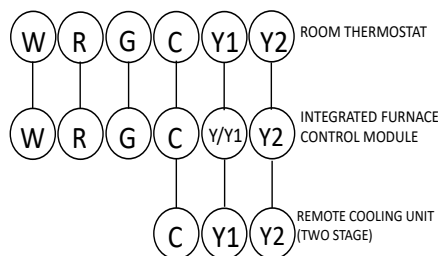 W R G C Y1 Y2 ROOM THERMOSTAT
W R G C Y/Y1 Y2 INTEGRATED FURNACE
CONTROL MODULE
C Y1 Y2 REMOTE COOLING UNIT
(TWO STAGE)